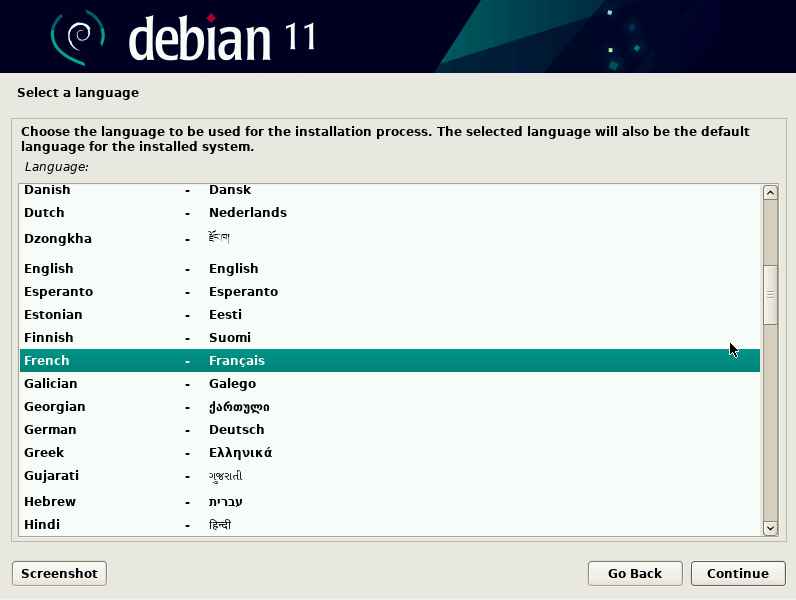 debian 11
Select a language
Choose the language to be used for the installation process. The selected language will also be the default
language for the installed system.
Language:
Danish - Dansk
Dutch - Nederlands
Dzongkha - རྫོང་ཁ།
English - English
Esperanto - Esperanto
Estonian - Eesti
Finnish - Suomi
French - Français
Galician - Galego
Georgian - ქართული
German - Deutsch
Greek - Ελληνικά
Gujarati - ગુજરાતી
Hebrew - עברית
Hindi - हिन्दी
Screenshot Go Back Continue